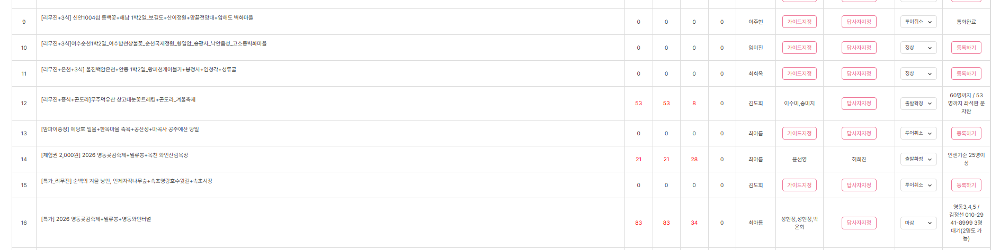 9 [리무진+3식] 신안1004섬 동백꽃+해남 1박2일_보길도+산이정원+땅끝전망대+압해도 벽화마을 0 0 0 0 이주현 가이드지정 답사자지정 투어취소 통화완료
10 [리무진+3식]여수순천1박2일_여수밤선상불꽃_순천국제정원_향일암_송광사_낙안읍성_고소동벽화마을 0 0 0 0 임미진 가이드지정 답사자지정 정상 등록하기
11 [리무진+온천+3식] 울진백암온천+안동 1박2일_왕피천케이블카+봉정사+임청각+성류굴 0 0 0 0 최희옥 가이드지정 답사자지정 정상 등록하기
12 [리무진+중식+곤도라]무주덕유산 상고대눈꽃트레킹+곤도라_겨울축제 53 53 8 0 김도희 이수미,송미지 답사자지정 출발확정 60명까지 / 53
명까지 좌석완 문
자완
13 [밤파이증정] 예당호 일몰+한옥마을 족욕+공산성+마곡사 공주예산 당일 0 0 0 0 최아름 가이드지정 답사자지정 투어취소 등록하기
14 [체험권 2,000원] 2026 영동곶감축제+월류봉+옥천 화인산림욕장 21 21 28 0 최아름 윤선영 허희진 출발확정 인센기준 25명이
상
15 [특가_리무진] 순백의 겨울 낭만, 인제자작나무숲+속초영랑호수윗길+속초시장 0 0 0 0 김도희 가이드지정 답사자지정 투어취소 등록하기
16 [특가] 2026 영동곶감축제+월류봉+영동와인터널 83 83 34 0 최아름 성현정,성현정,박
윤희 답사자지정 마감 영동3,4,5 /
김정선 010-29
41-8999 3명
대기(2명도 가
능)